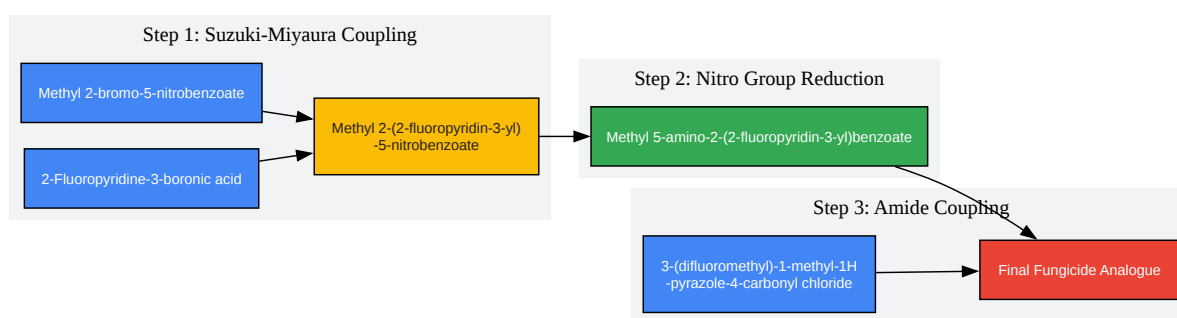 Step 1: Suzuki-Miyaura Coupling
Methyl 2-bromo-5-nitrobenzoate
2-Fluoropyridine-3-boronic acid
Methyl 2-(2-fluoropyridin-3-yl)
-5-nitrobenzoate
Step 2: Nitro Group Reduction
Methyl 5-amino-2-(2-fluoropyridin-3-yl)benzoate
Step 3: Amide Coupling
3-(difluoromethyl)-1-methyl-1H
-pyrazole-4-carbonyl chloride
Final Fungicide Analogue